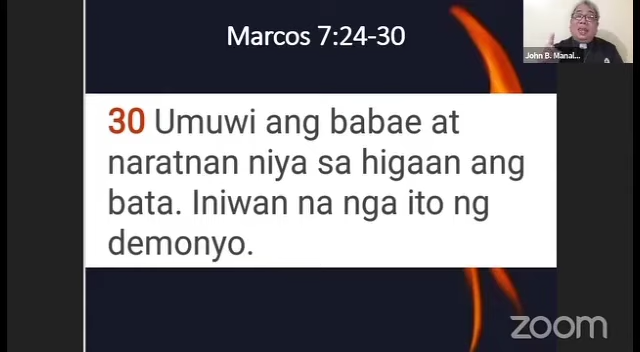 Marcos 7:24-30
John B. Manal...
30 Umuwi ang babae at
naratnan niya sa higaan ang
bata. Iniwan na nga ito ng
demonyo.
zoom